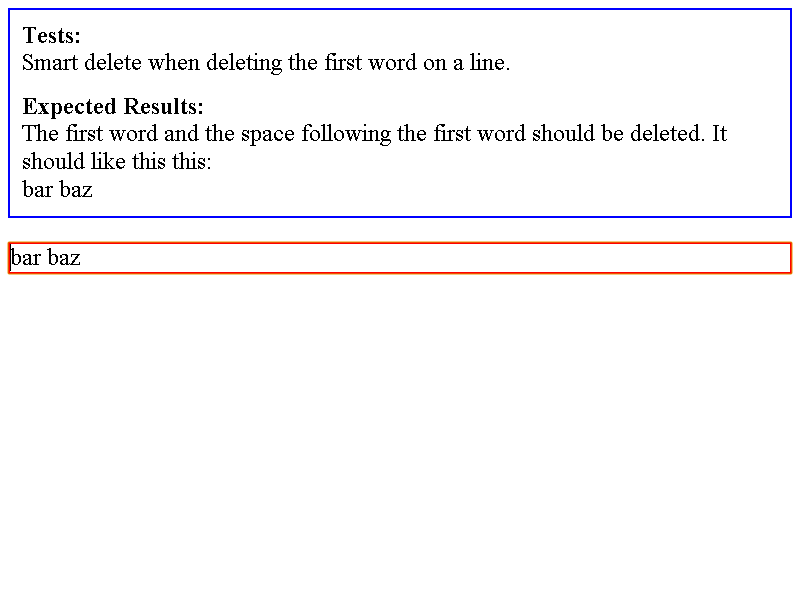 Tests:
Smart delete when deleting the first word on a line.
Expected Results:
The first word and the space following the first word should be deleted. It
should like this this:
bar baz
bar baz